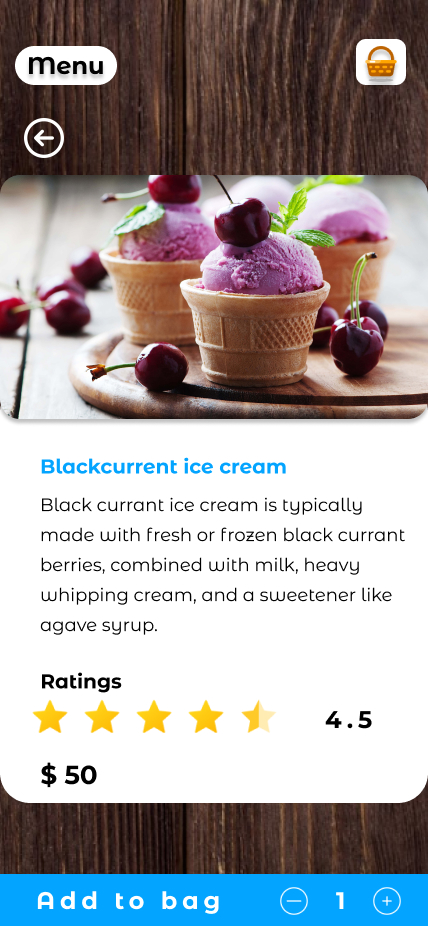 Menu
Blackcurrent ice cream
Black currant ice cream is typically
made with fresh or frozen black currant
berries, combined with milk, heavy
whipping cream, and a sweetener like
agave syrup.
Ratings
4.5
$ 50
Add to bag 1